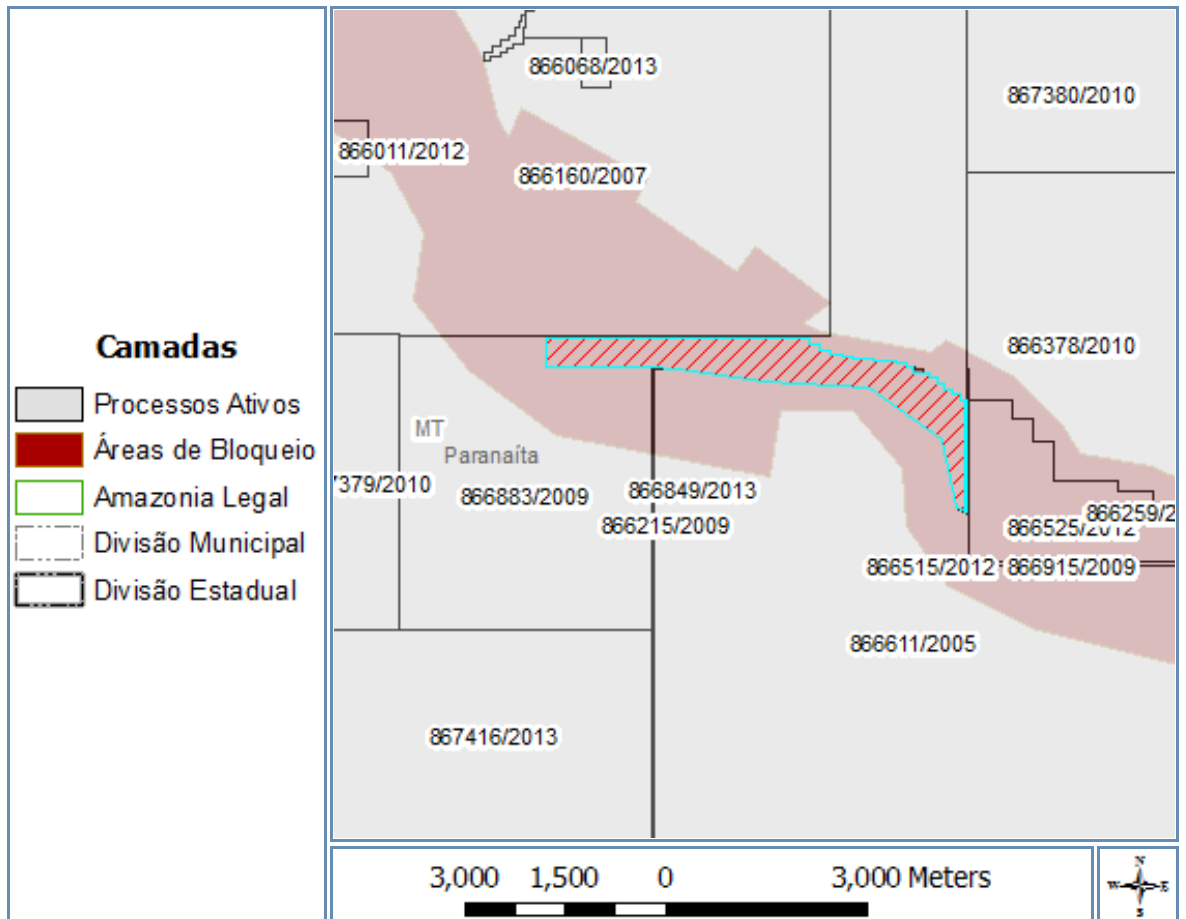 Camadas
Processos Ativos
Áreas de Bloqueio
Amazonia Legal
Divisão Municipal
Divisão Estadual
866068/2013
867380/2010
866011/2012
866160/2007
866378/2010
MT
Paranaíta
7379/2010
866883/2009
866849/2013
866215/2009
866259/2
866525/2012
866515/2012
866915/2009
866611/2005
867416/2013
3,000 1,500 0 3,000 Meters
N
W E
S